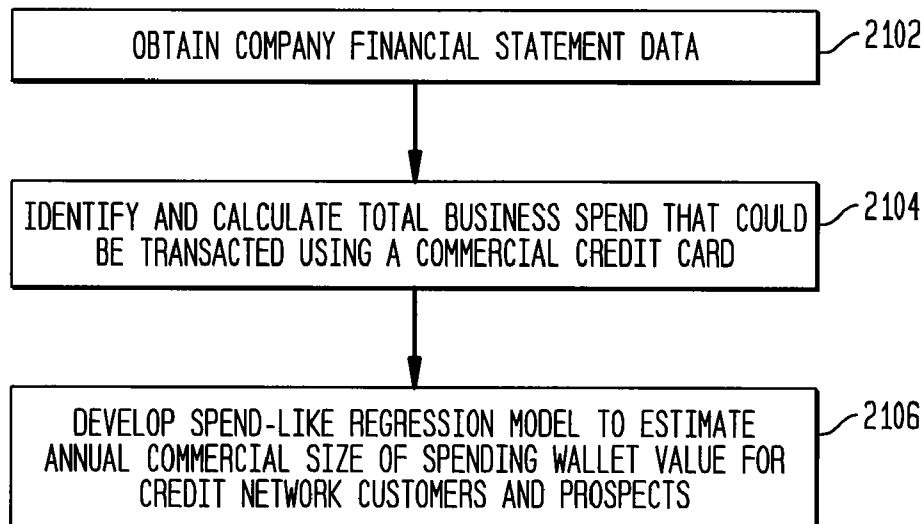 OBTAIN COMPANY FINANCIAL STATEMENT DATA
2102
IDENTIFY AND CALCULATE TOTAL BUSINESS SPEND THAT COULD
BE TRANSACTED USING A COMMERCIAL CREDIT CARD
2104
DEVELOP SPEND-LIKE REGRESSION MODEL TO ESTIMATE
ANNUAL COMMERCIAL SIZE OF SPENDING WALLET VALUE FOR
CREDIT NETWORK CUSTOMERS AND PROSPECTS
2106